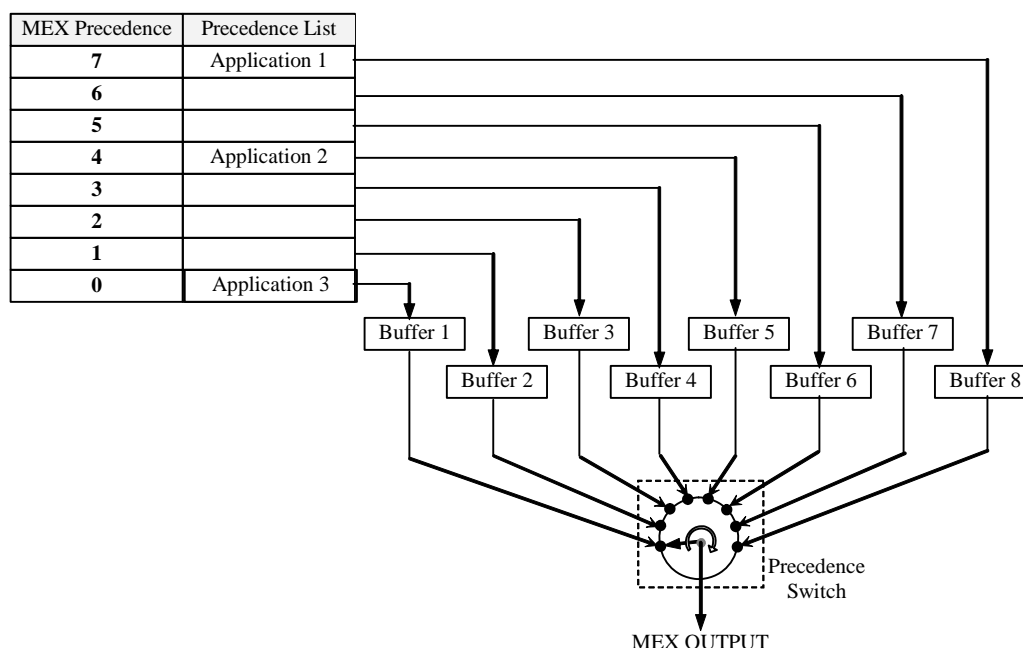 MEX Precedence Precedence List
7 Application 1
6
5
4 Application 2
3
2
1
0 Application 3
Buffer 1 Buffer 3 Buffer 5 Buffer 7
Buffer 2 Buffer 4 Buffer 6 Buffer 8
Precedence
Switch
MEX OUTPUT